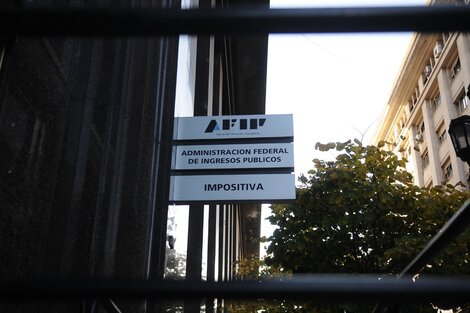 AFIP
ADMINISTRACION FEDERAL
DE INGRESOS PUBLICOS
IMPOSITIVA